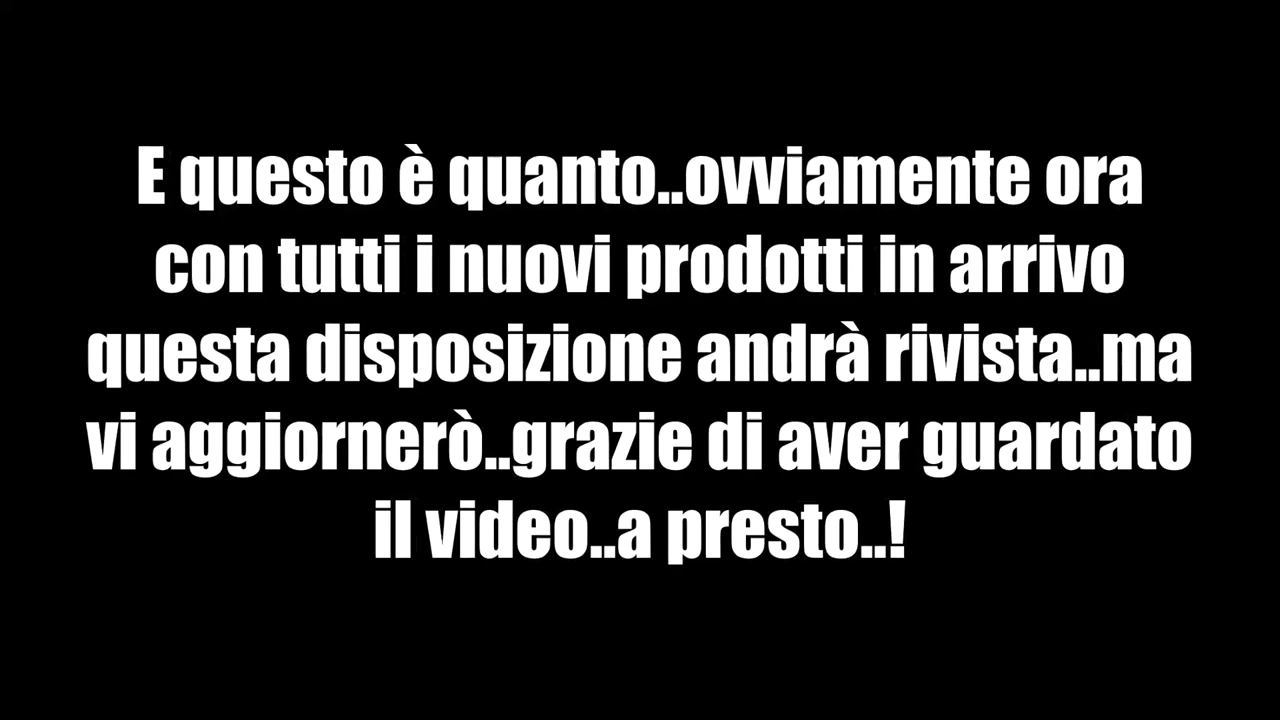 E questo è quanto..ovviamente ora
con tutti i nuovi prodotti in arrivo
questa disposizione andrà rivista..ma
vi aggiornerò..grazie di aver guardato
il video..a presto..!